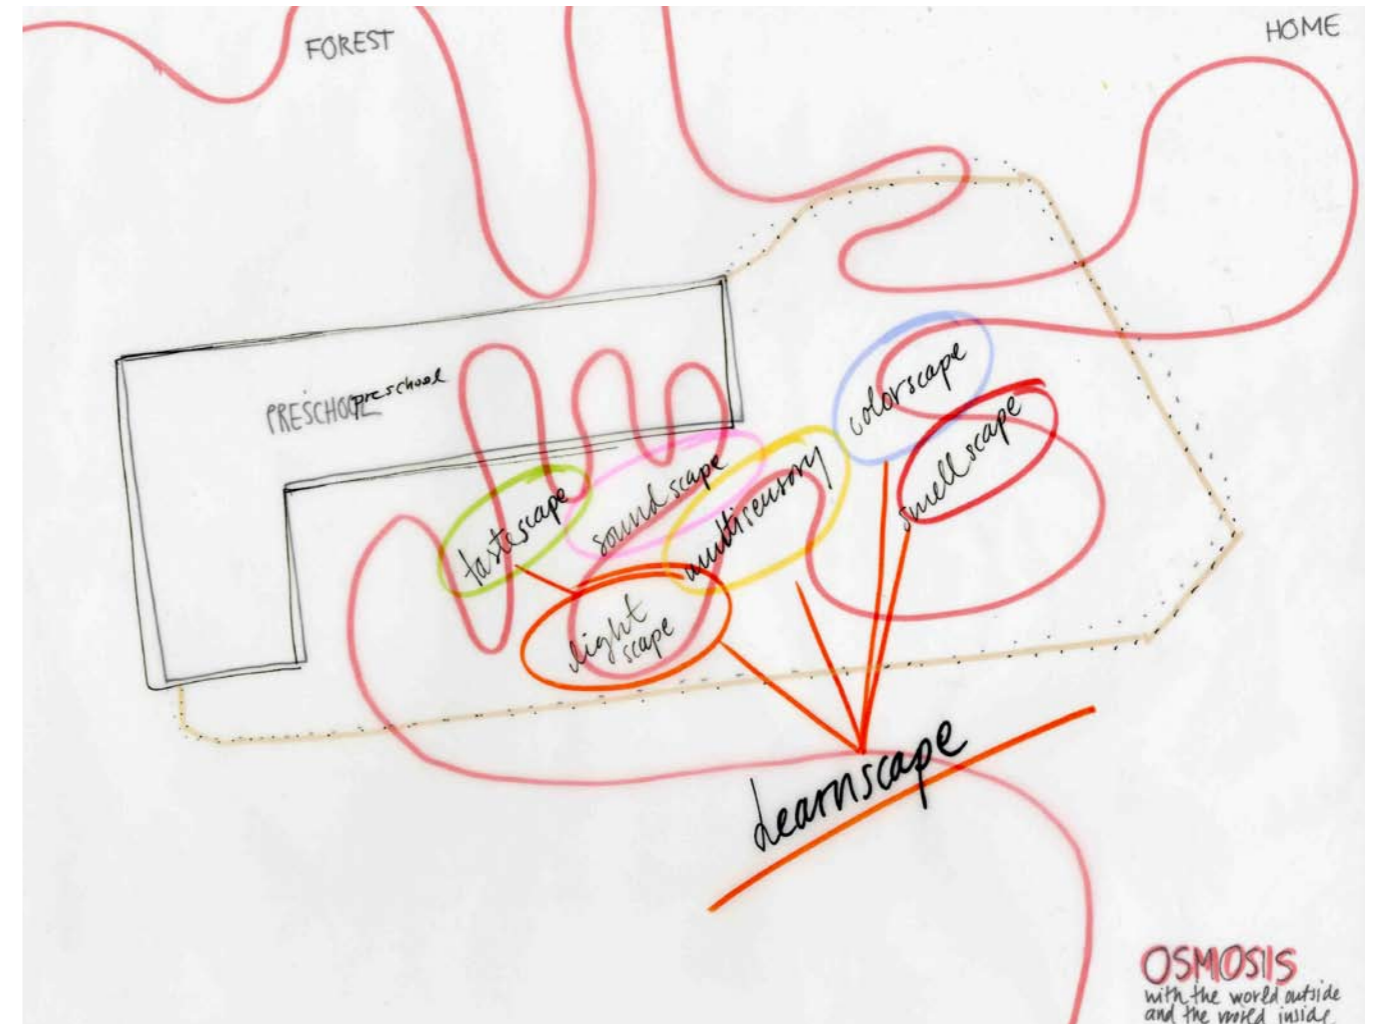 FOREST
HOME
PRESCHOOL
preschool
colorscape
smellscape
soundscape
multisensory
tastescape
light
scape
Learnscape
OSMOSIS
with the world outside
and the world inside